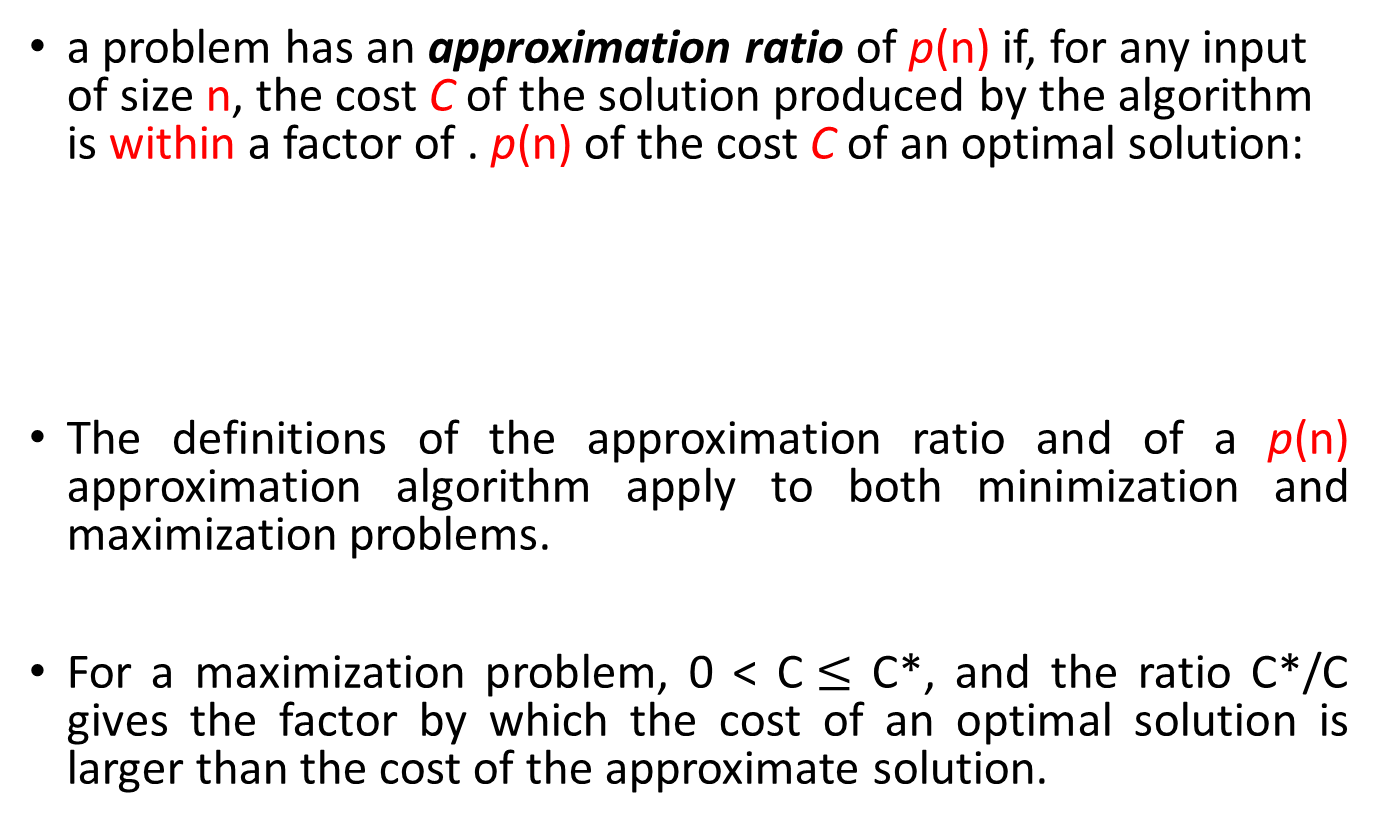 • a problem has an approximation ratio of p(n) if, for any input
of size n, the cost C of the solution produced by the algorithm
is within a factor of . p(n) of the cost C of an optimal solution:
• The definitions of the approximation ratio and of a p(n)
approximation algorithm apply to both minimization and
maximization problems.
• For a maximization problem, 0 < C ≤ C*, and the ratio C*/C
gives the factor by which the cost of an optimal solution is
larger than the cost of the approximate solution.